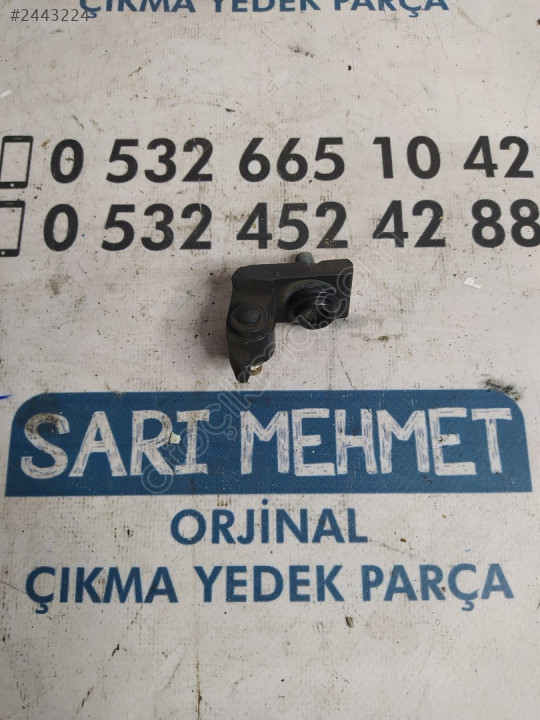 #2443224
ÇIKMA YEDEK PARÇA
0 532 665 10 42
0 532 452 42 88
SARI MEHMET
ORJİNAL
ÇIKMA YEDEK PARÇA